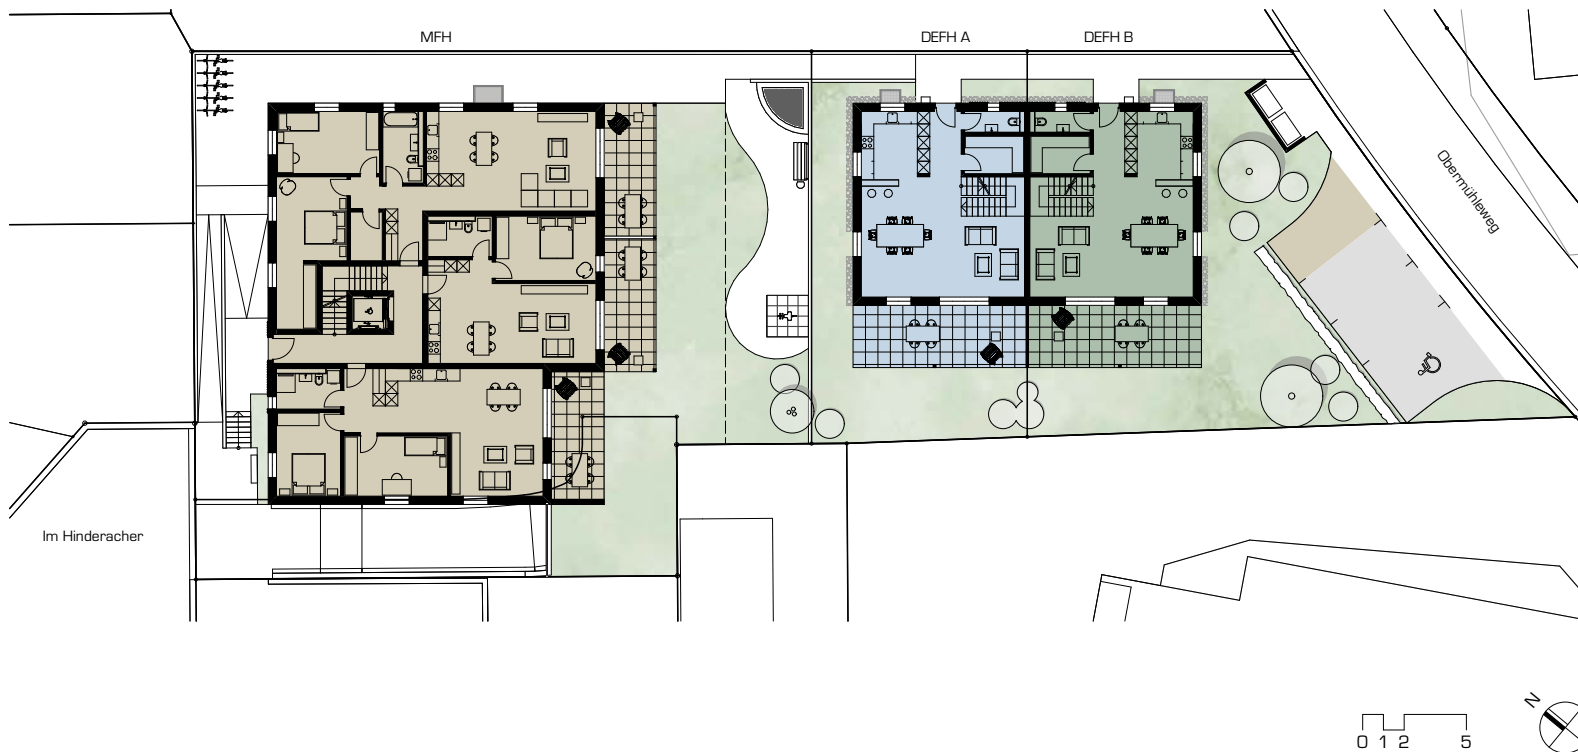 MFH
DEFH A
DEFH B
Obermühleweg
Im Hinderacher
N
0 1 2 5